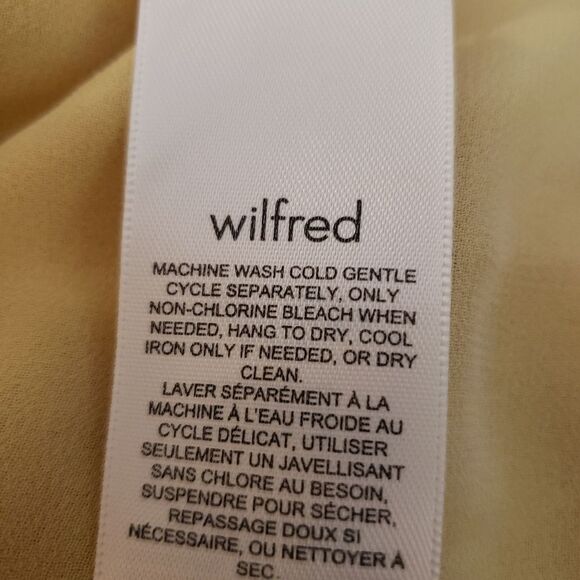 wilfred
MACHINE WASH COLD GENTLE
CYCLE SEPARATELY, ONLY
NON-CHLORINE BLEACH WHEN
NEEDED, HANG TO DRY, COOL
IRON ONLY IF NEEDED, OR DRY
CLEAN.
LAVER SÉPARÉMENT À LA
MACHINE À L'EAU FROIDE AU
CYCLE DÉLICAT, UTILISER
SEULEMENT UN JAVELLISANT
SANS CHLORE AU BESOIN,
SUSPENDRE POUR SÉCHER,
REPASSAGE DOUX SI
NÉCESSAIRE, OU NETTOYER À
SEC.